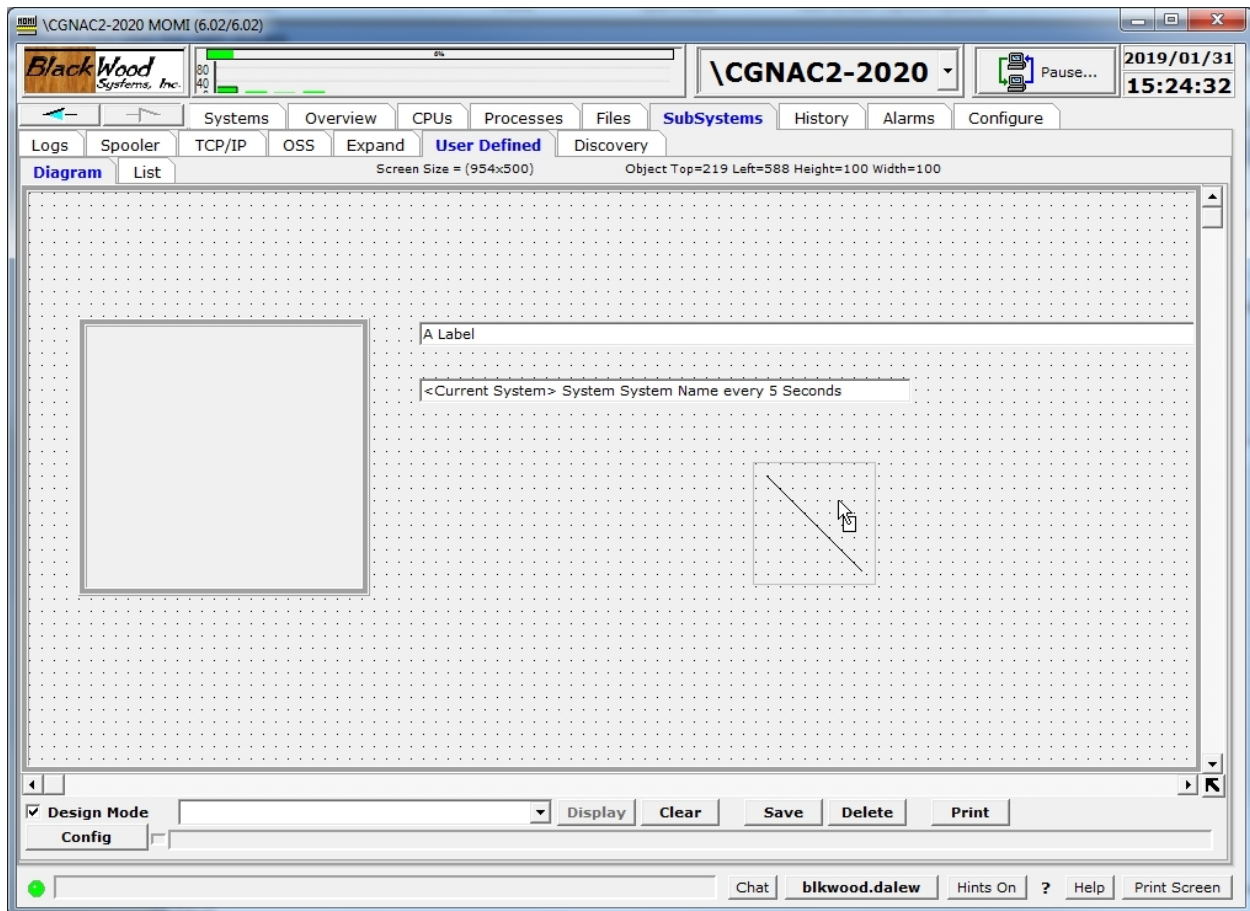 \CGNAC2-2020 MOMI (6.02/6.02)
BlackWood
Systems, Inc.
0%
80
40
\CGNAC2-2020
Pause...
2019/01/31
15:24:32
Systems Overview CPUs Processes Files SubSystems History Alarms Configure
Logs Spooler TCP/IP OSS Expand User Defined Discovery
Diagram List Screen Size = (954x500) Object Top=219 Left=588 Height=100 Width=100
A Label
<Current System> System System Name every 5 Seconds
Design Mode Display Clear Save Delete Print
Config
Chat blkwood.dalew Hints On ? Help Print Screen